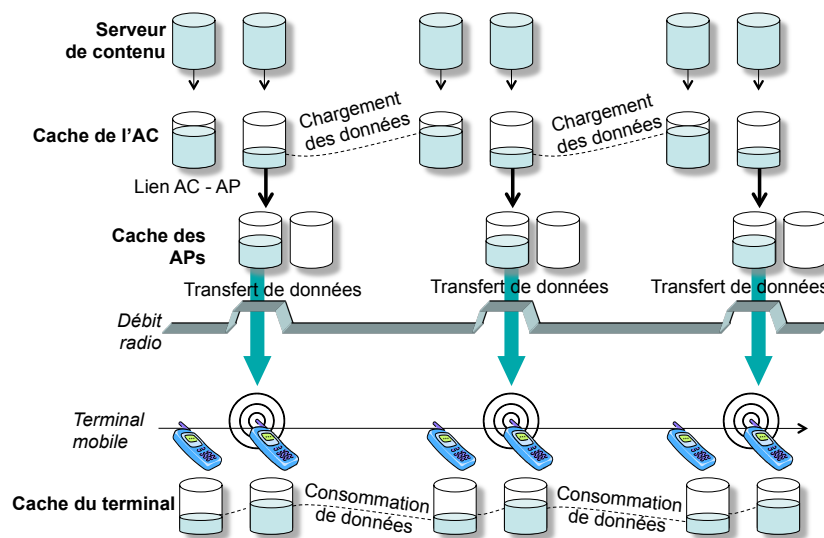 Serveur
de contenu
Chargement
des données
Chargement
des données
Cache de l'AC
Lien AC - AP
Cache des
APs
Transfert de données
Transfert de données
Transfert de données
Débit
radio
Terminal
mobile
Cache du terminal
Consommation
de données
Consommation
de données